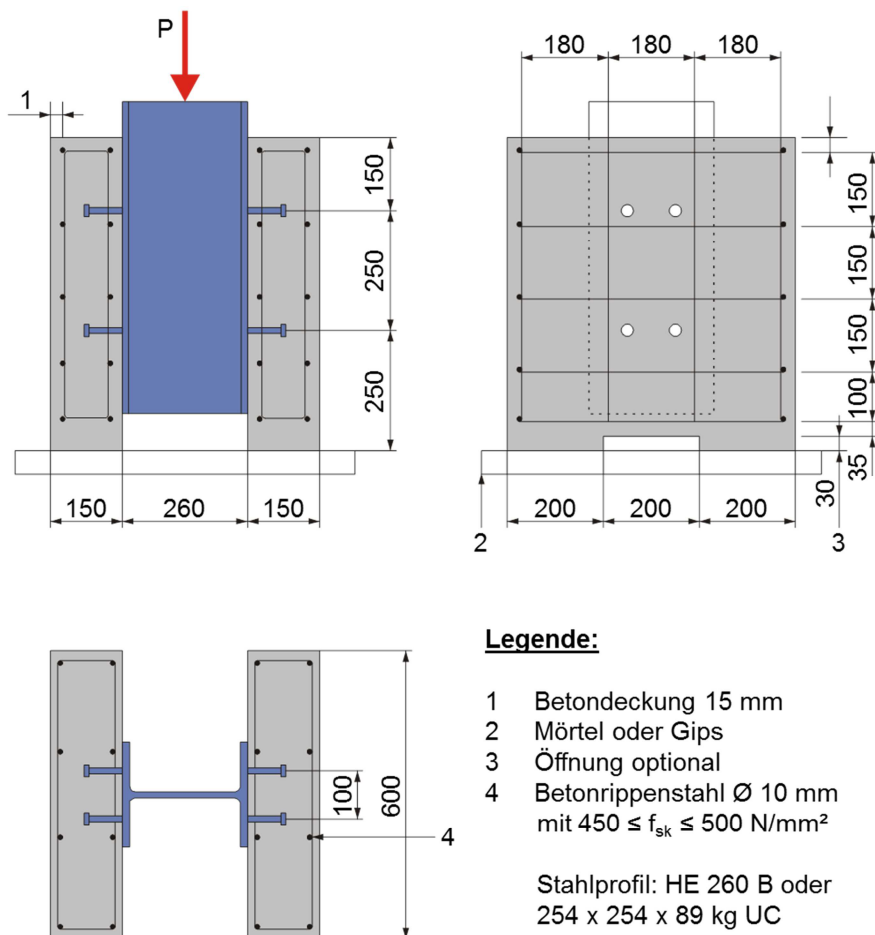 P
1
150
250
250
150
260
150
180
180
180
150
150
150
100
35
30
200
200
200
2
3
100
600
4
Legende:
1 Betondeckung 15 mm
2 Mörtel oder Gips
3 Öffnung optional
4 Betonrippenstahl Ø 10 mm
mit 450 ≤ fsk ≤ 500 N/mm²
Stahlprofil: HE 260 B oder
254 x 254 x 89 kg UC